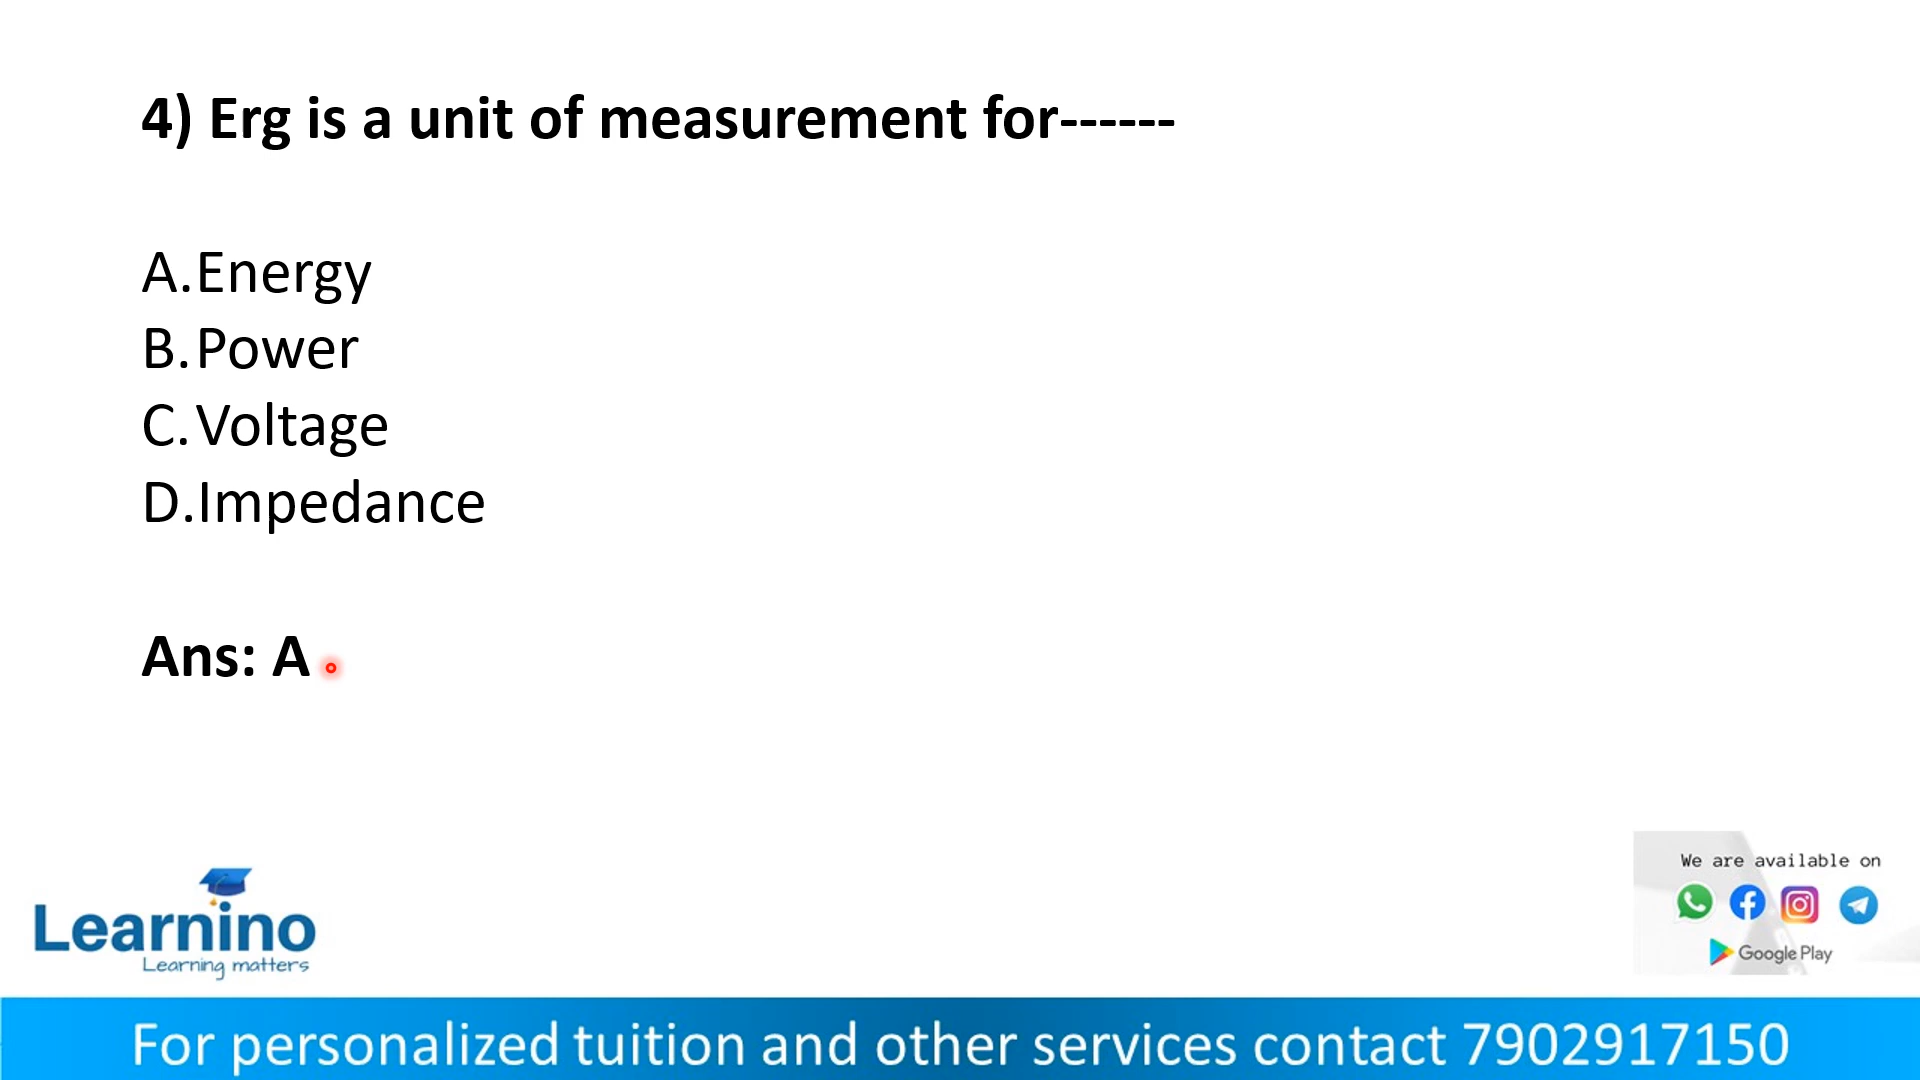 4) Erg is a unit of measurement for------
A.Energy
B.Power
C.Voltage
D.Impedance
Ans: A
We are available on
Google Play
Learnino
Learning matters
For personalized tuition and other services contact 7902917150